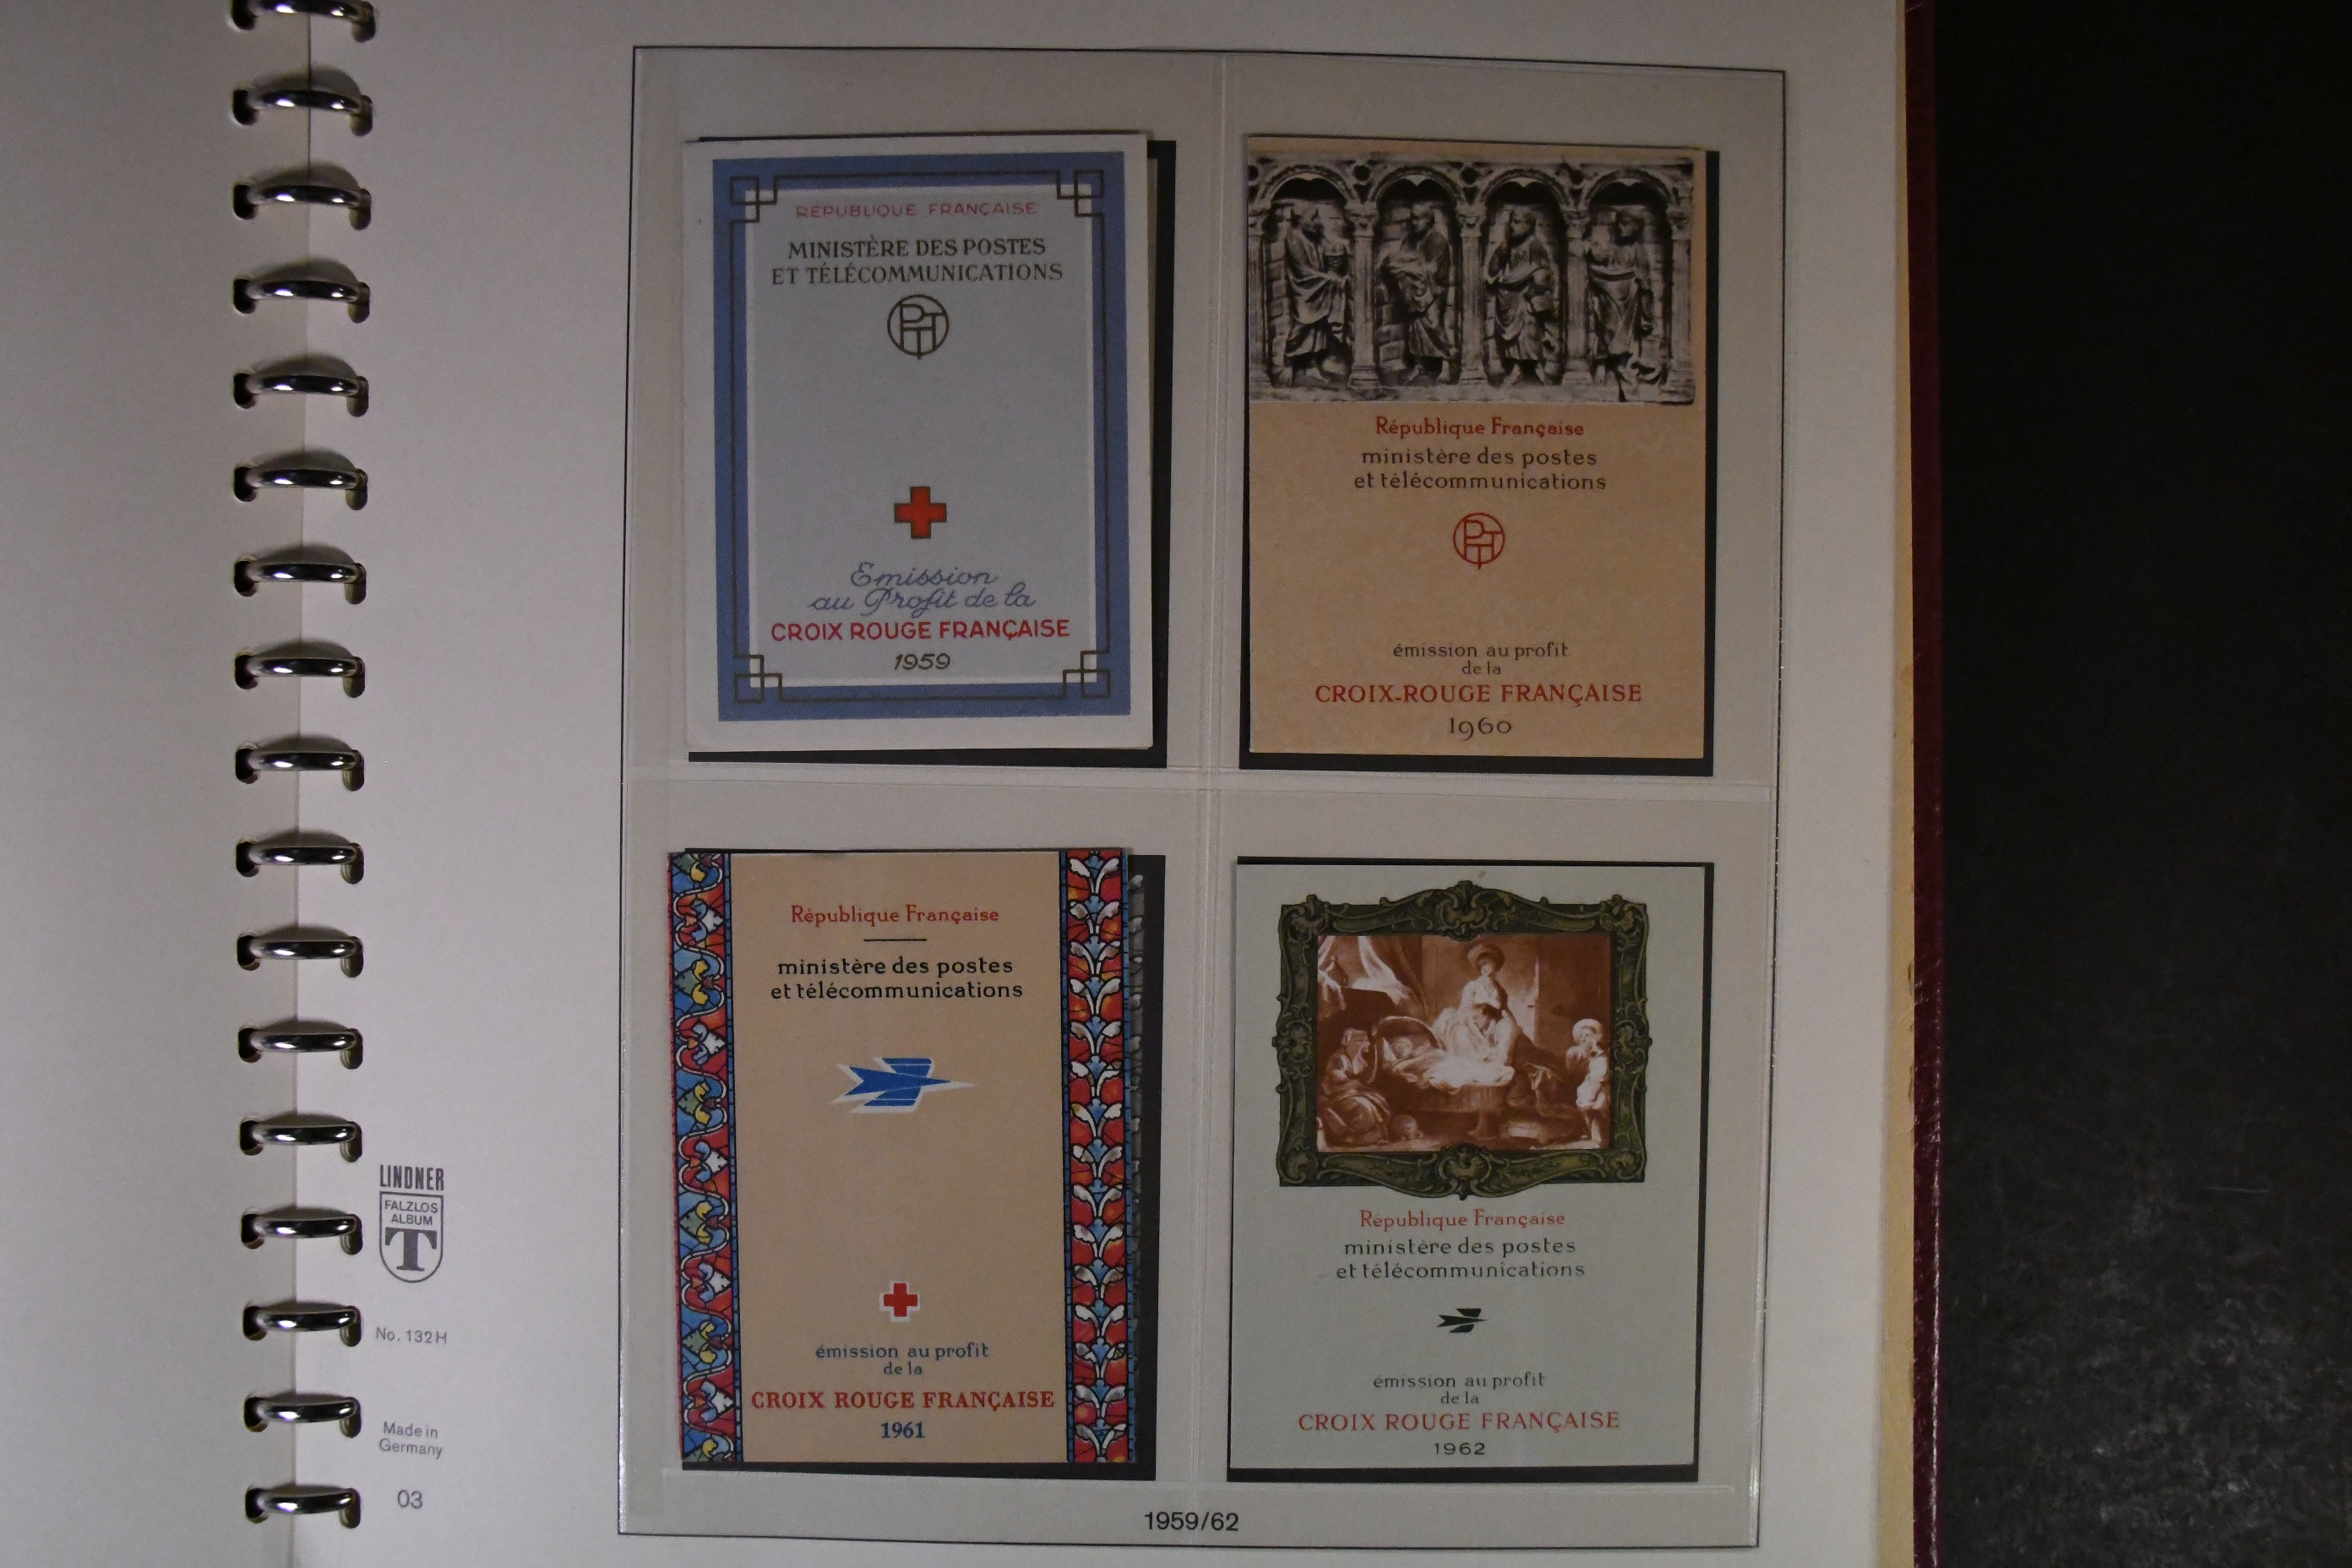 RÉPUBLIQUE FRANÇAISE
MINISTÈRE DES POSTES
ET TÉLÉCOMMUNICATIONS
PTT
Emission
au Profit de la
CROIX ROUGE FRANÇAISE
1959
République Française
ministère des postes
et télécommunications
PTT
émission au profit
de la
CROIX-ROUGE FRANÇAISE
1960
République Française
ministère des postes
et télécommunications
émission au profit
de la
CROIX ROUGE FRANÇAISE
1961
République Française
ministère des postes
et télécommunications
émission au profit
de la
CROIX ROUGE FRANÇAISE
1962
1959/62
LINDNER
FALZLOS
ALBUM
T
No. 132H
Made in
Germany
03